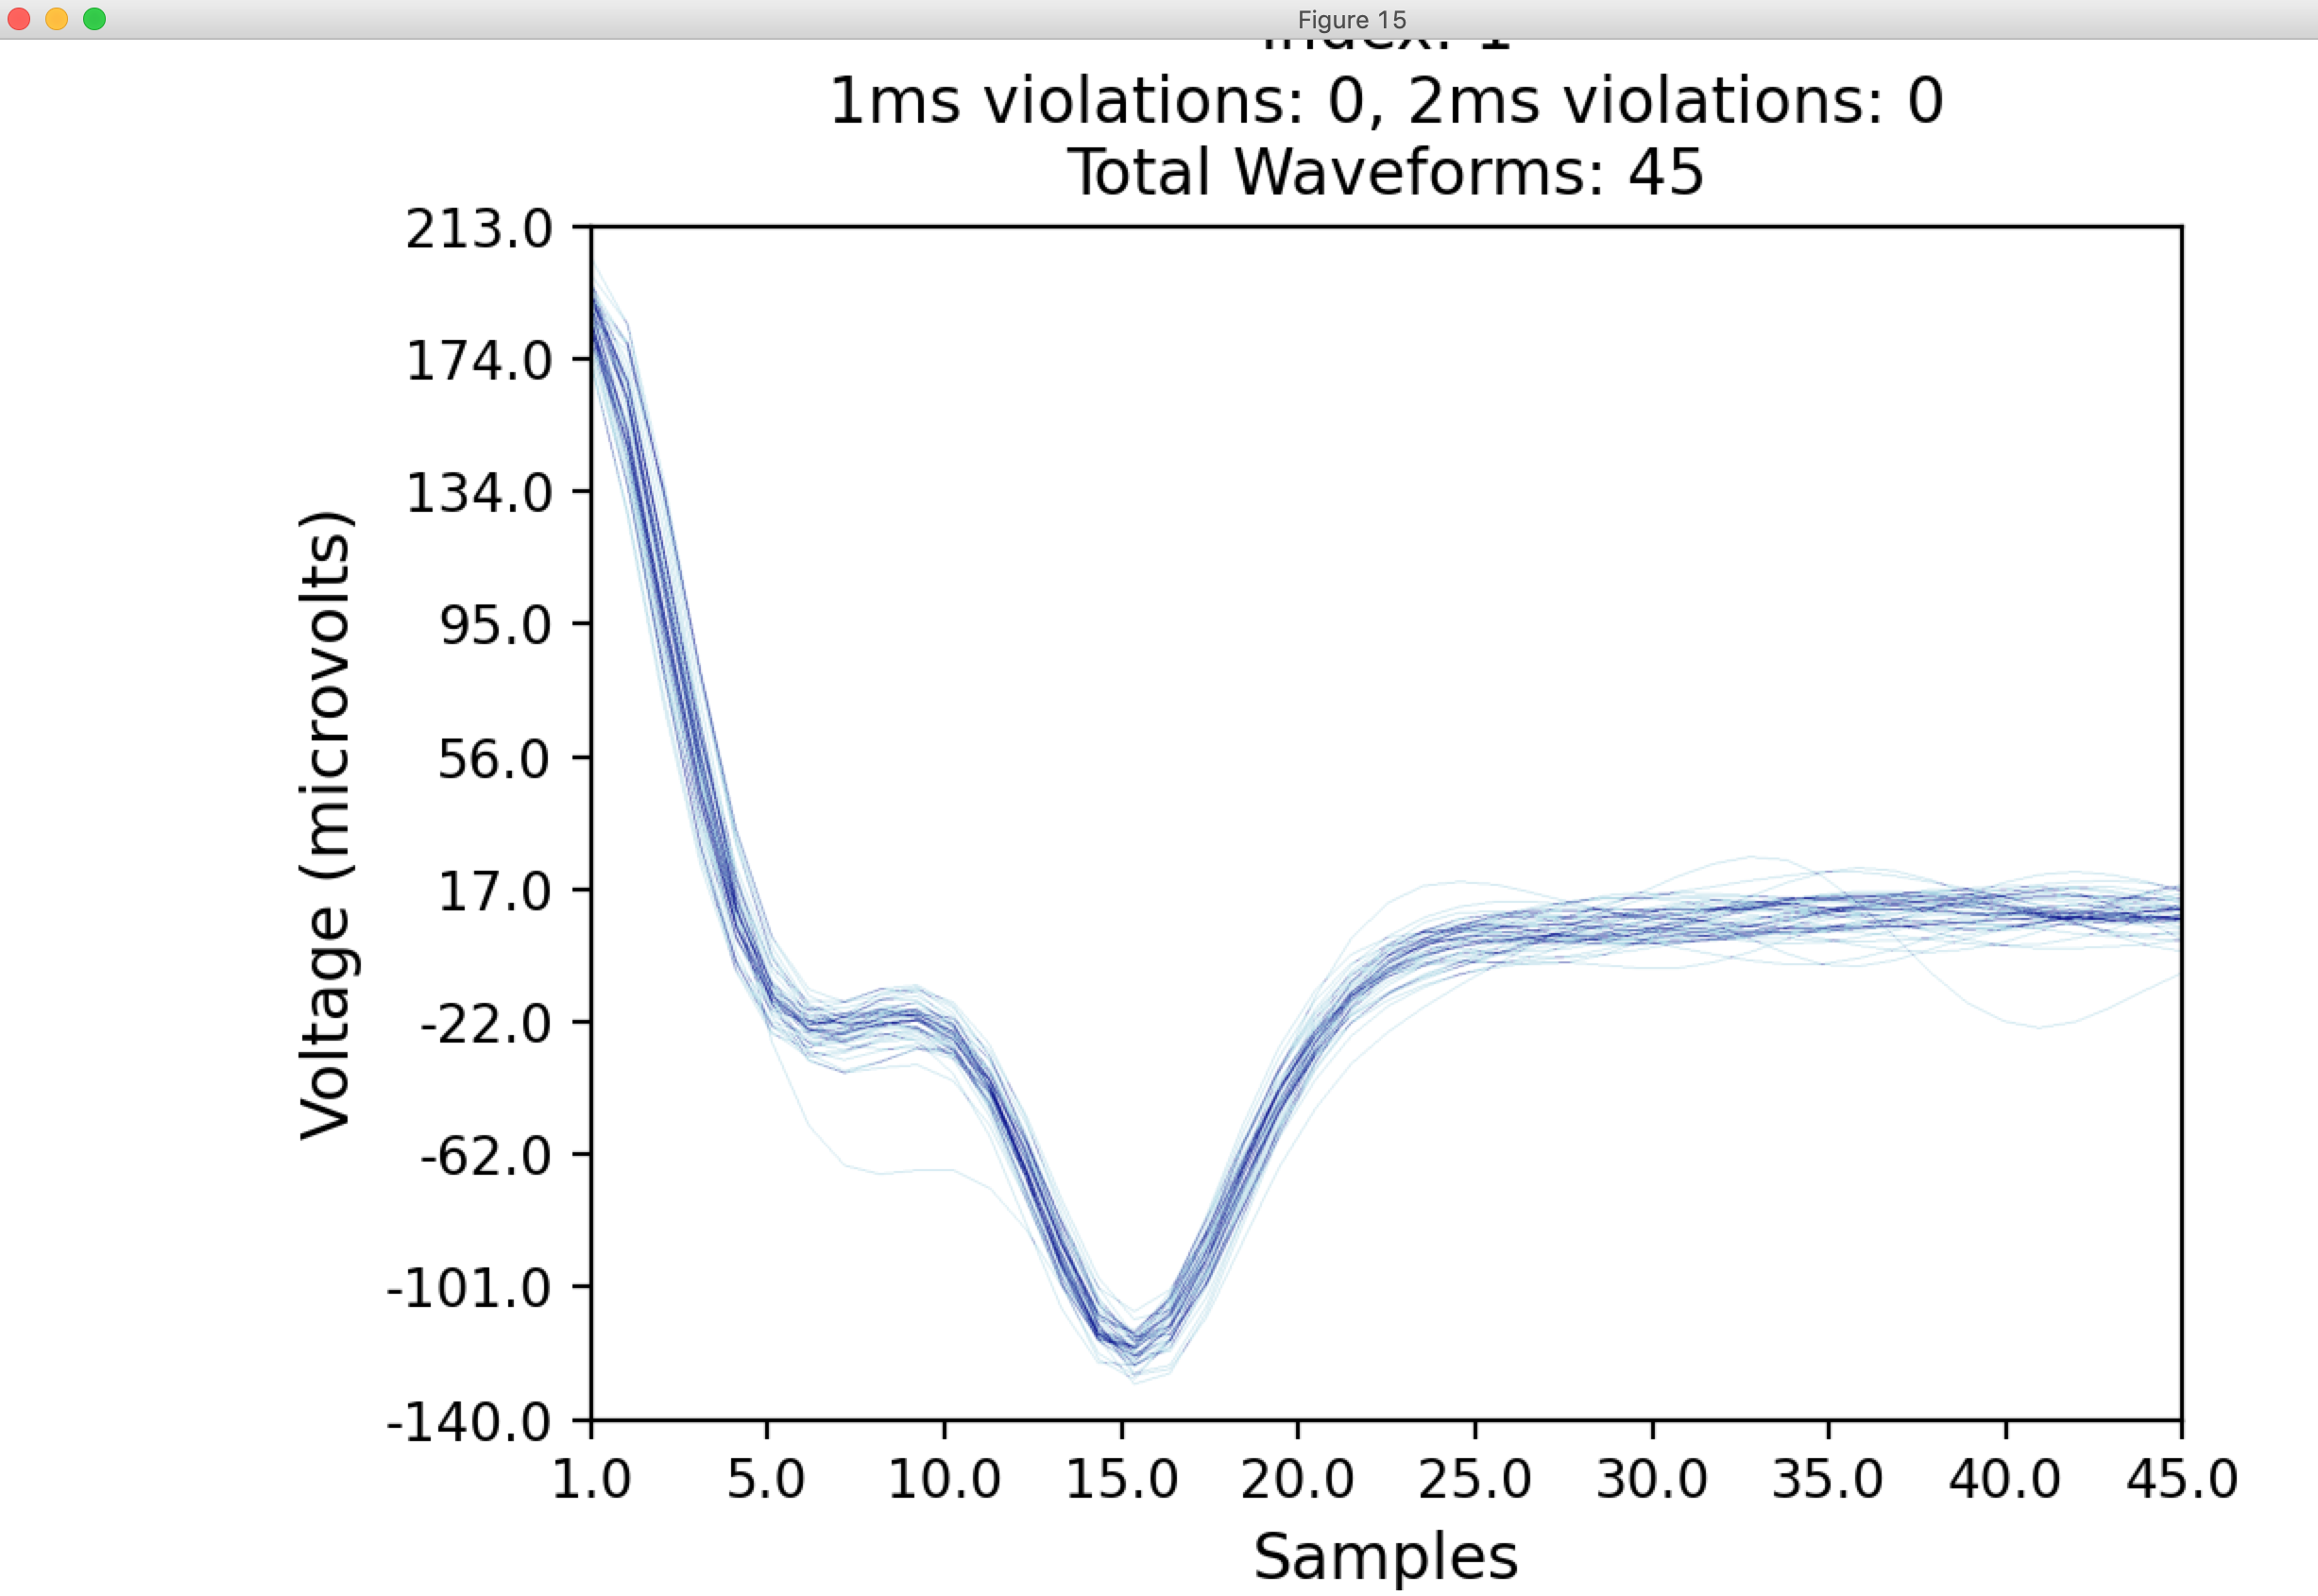 Figure 15
Index: 1
1ms violations: 0, 2ms violations: 0
Total Waveforms: 45
213.0
174.0
134.0
95.0
56.0
17.0
-22.0
-62.0
-101.0
-140.0
Voltage (microvolts)
1.0 5.0 10.0 15.0 20.0 25.0 30.0 35.0 40.0 45.0
Samples